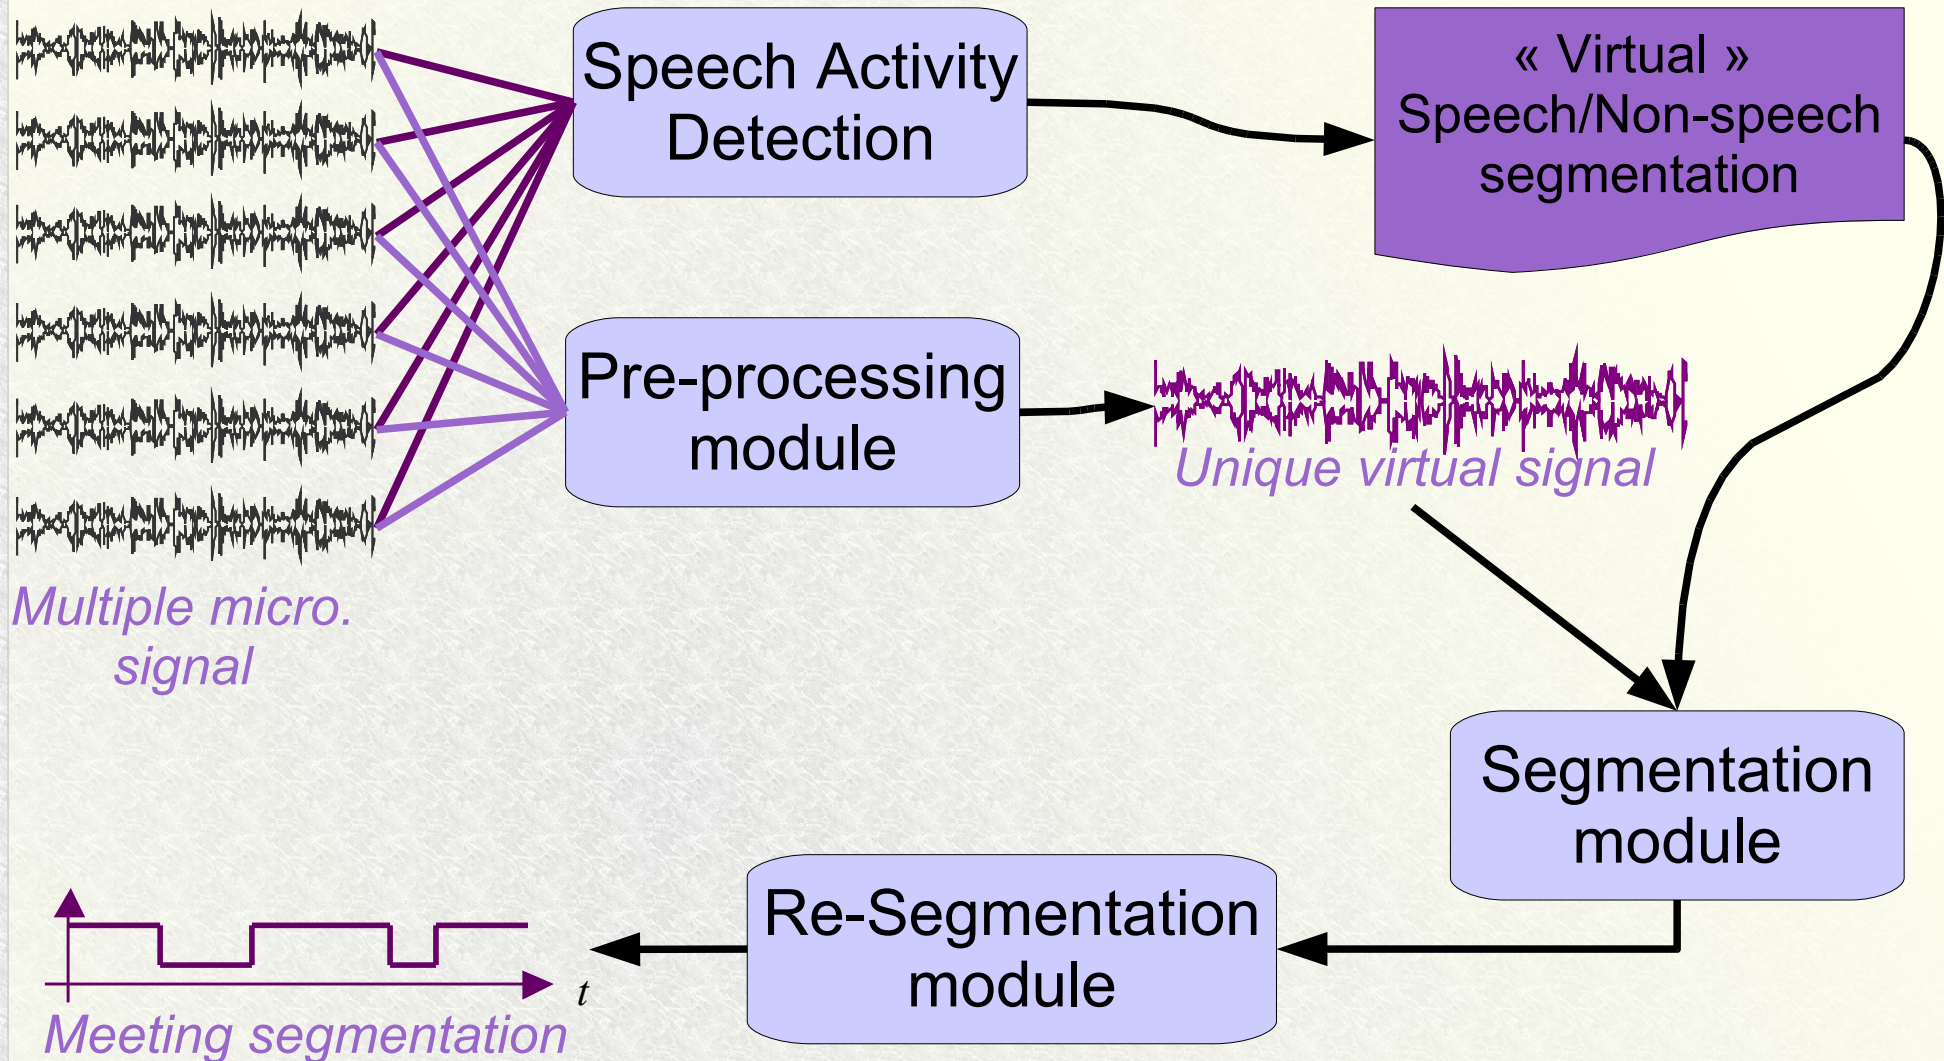 Speech Activity
Detection
« Virtual »
Speech/Non-speech
segmentation
Pre-processing
module
Unique virtual signal
Multiple micro.
signal
Segmentation
module
Re-Segmentation
module
t
Meeting segmentation